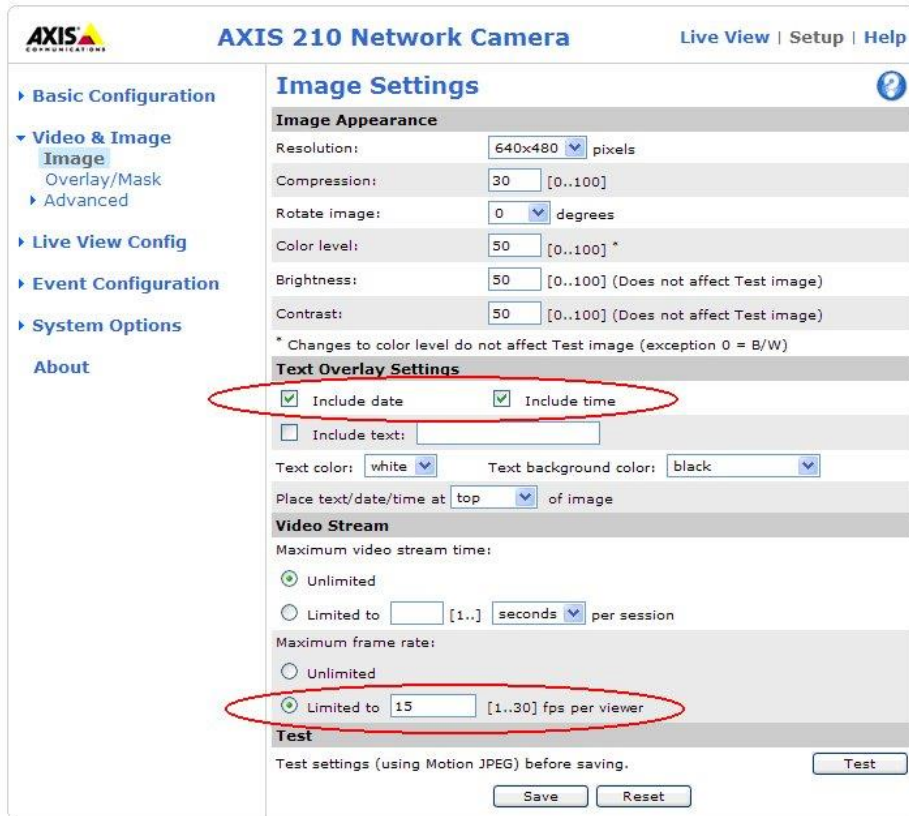 AXIS COMMUNICATIONS
AXIS 210 Network Camera
Live View | Setup | Help
Basic Configuration
Video & Image
Image
Overlay/Mask
Advanced
Live View Config
Event Configuration
System Options
About
Image Settings
?
Image Appearance
Resolution: 640x480 pixels
Compression: 30 [0..100]
Rotate image: 0 degrees
Color level: 50 [0..100] *
Brightness: 50 [0..100] (Does not affect Test image)
Contrast: 50 [0..100] (Does not affect Test image)
* Changes to color level do not affect Test image (exception 0 = B/W)
Text Overlay Settings
Include date Include time
Include text:
Text color: white Text background color: black
Place text/date/time at top of image
Video Stream
Maximum video stream time:
Unlimited
Limited to [1..] seconds per session
Maximum frame rate:
Unlimited
Limited to 15 [1..30] fps per viewer
Test
Test settings (using Motion JPEG) before saving. Test
Save Reset